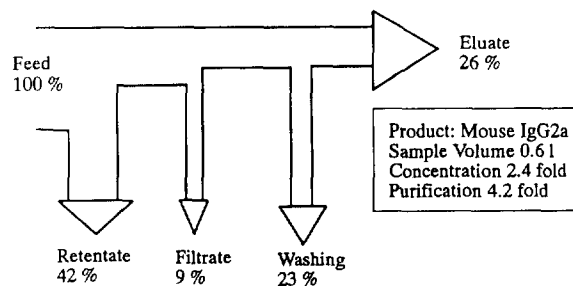 Feed
100 %
Eluate
26 %
Product: Mouse IgG2a
Sample Volume 0.6 l
Concentration 2.4 fold
Purification 4.2 fold
Retentate
42 %
Filtrate
9 %
Washing
23 %